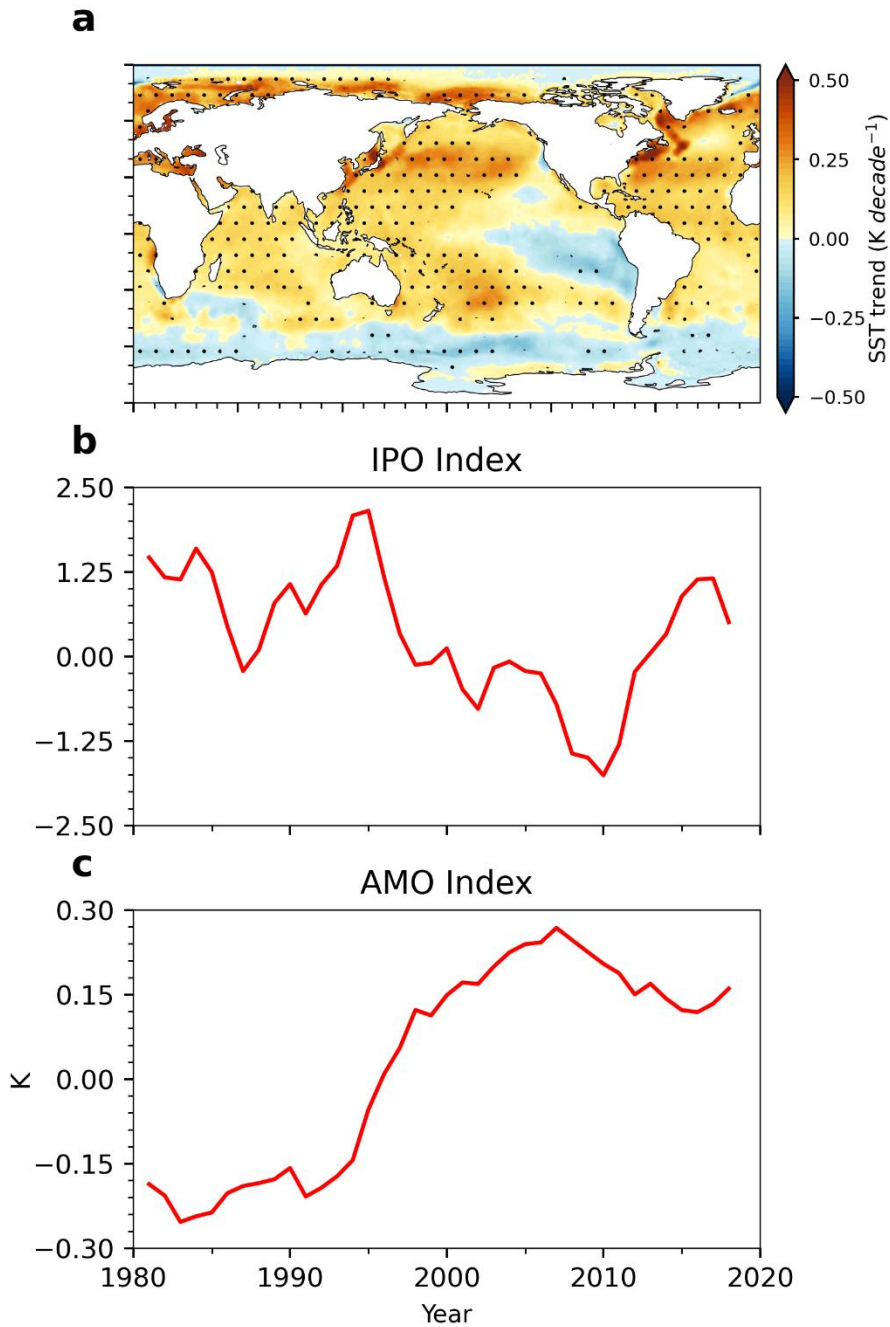 a
0.50
0.25
0.00
−0.25
−0.50
SST trend (K decade⁻¹)
b
IPO Index
2.50
1.25
0.00
−1.25
−2.50
c
AMO Index
0.30
0.15
0.00
−0.15
−0.30
K
1980 1990 2000 2010 2020
Year